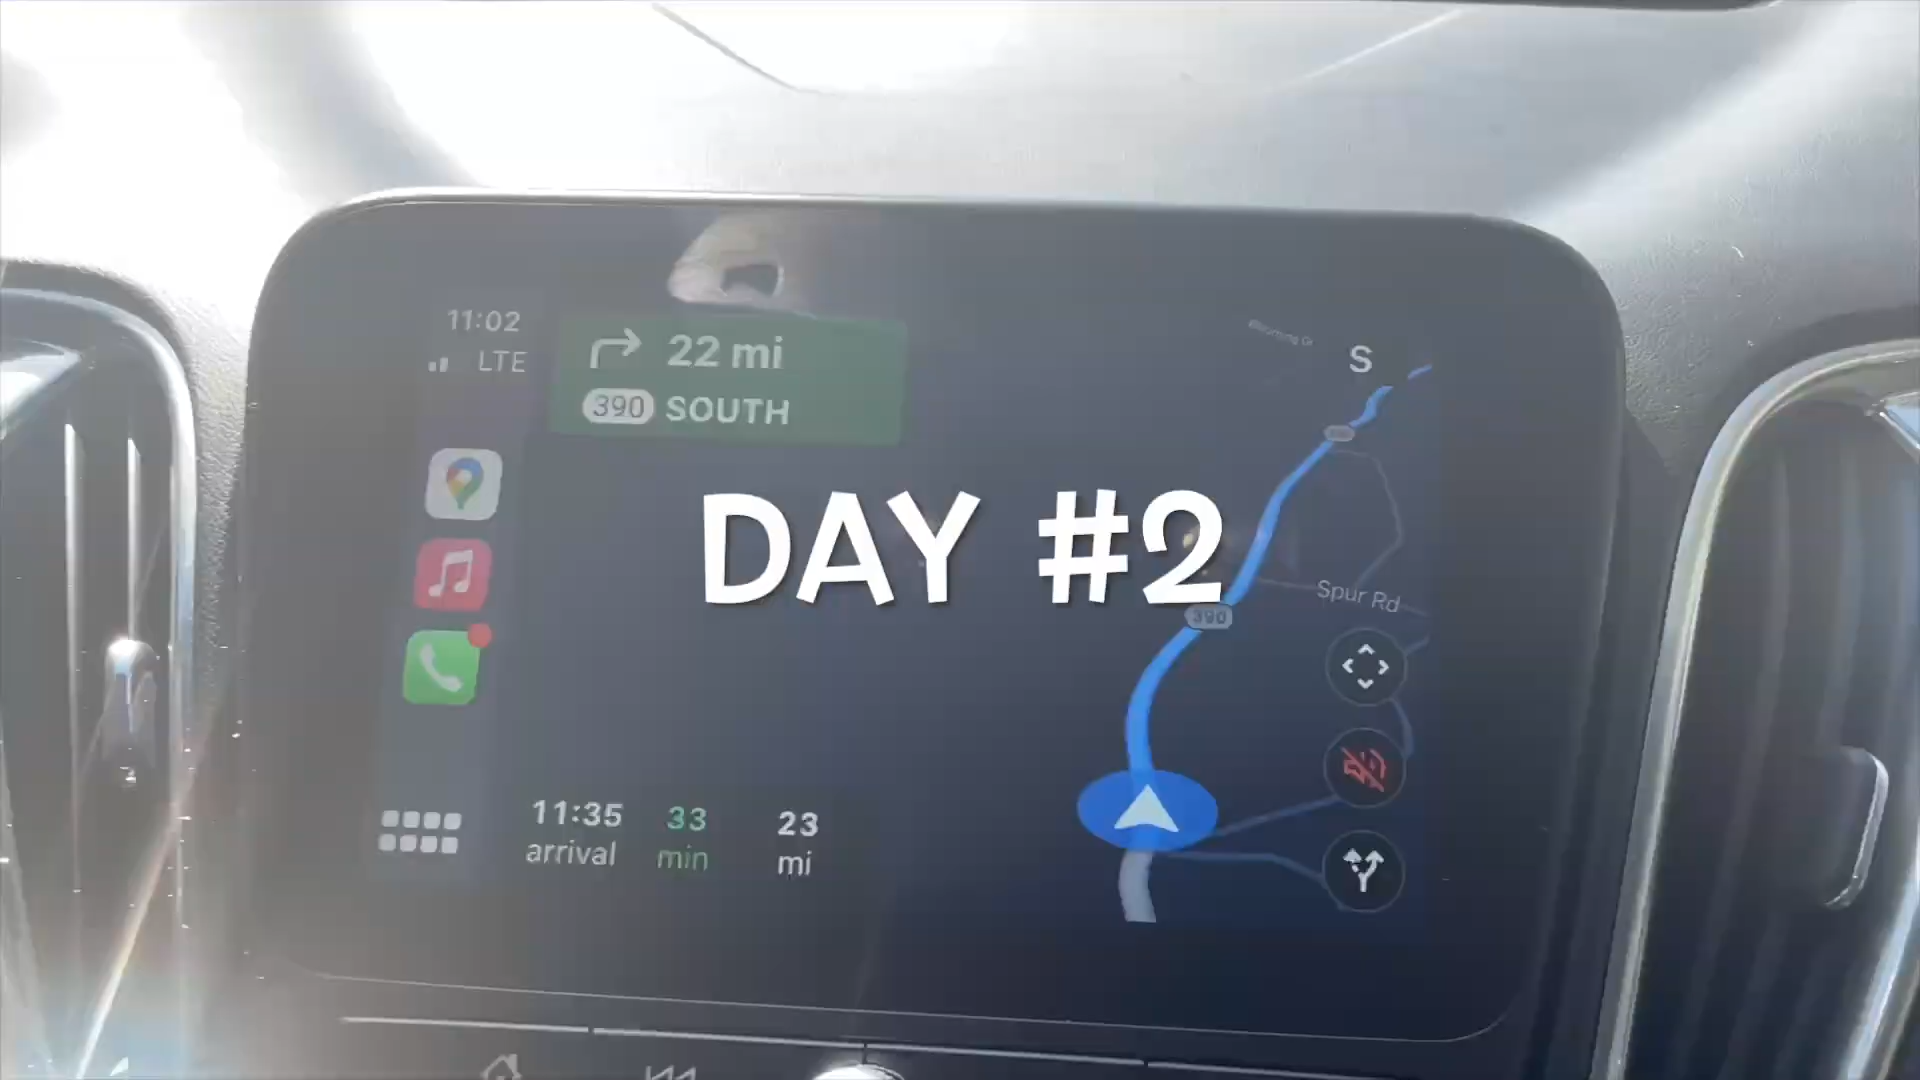 11:02
LTE
22 mi
390 SOUTH
S
DAY #2
Spur Rd
390
11:35 33 23
arrival min mi